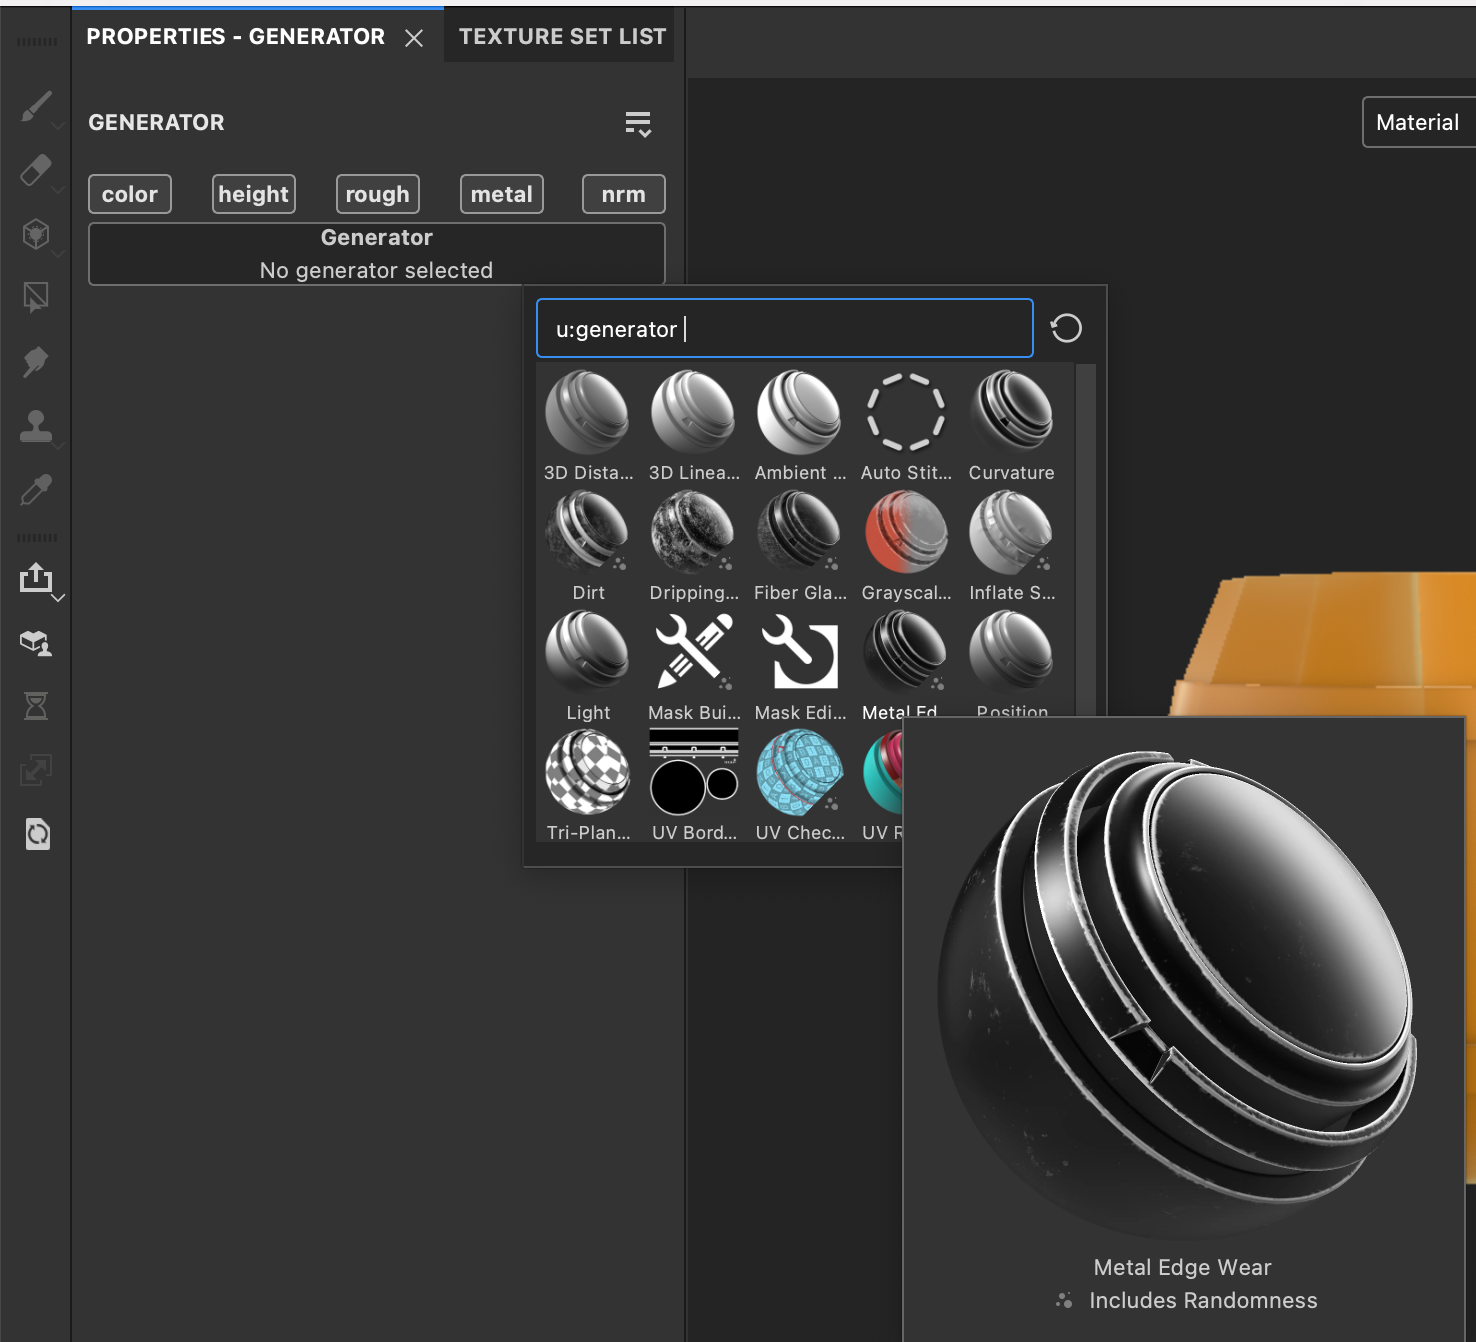 PROPERTIES - GENERATOR
TEXTURE SET LIST
GENERATOR
Material
color height rough metal nrm
Generator
No generator selected
u:generator
3D Dista... 3D Linea... Ambient ... Auto Stit... Curvature
Dirt Dripping... Fiber Gla... Grayscal... Inflate S...
Light Mask Bui... Mask Edi... Metal Ed... Position
Tri-Plan... UV Bord... UV Chec... UV R
Metal Edge Wear
Includes Randomness